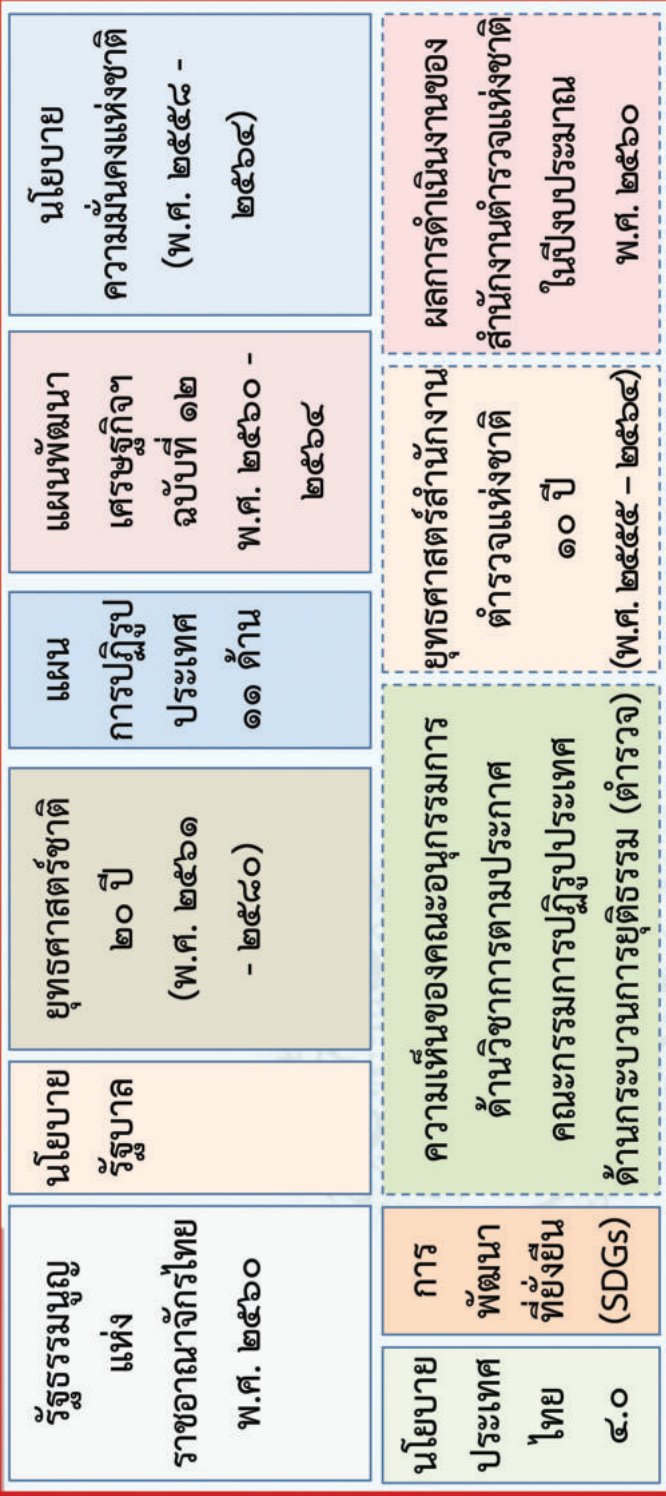 รัฐธรรมนูญ
แห่ง
ราชอาณาจักรไทย
พ.ศ. ๒๕๖๐
นโยบาย
รัฐบาล
ยุทธศาสตร์ชาติ
๒๐ ปี
(พ.ศ. ๒๕๖๑
- ๒๕๘๐)
แผน
การปฏิรูป
ประเทศ
๑๑ ด้าน
แผนพัฒนา
เศรษฐกิจฯ
ฉบับที่ ๑๒
พ.ศ. ๒๕๖๐ -
๒๕๖๔
นโยบาย
ความมั่นคงแห่งชาติ
(พ.ศ. ๒๕๕๘ -
๒๕๖๔)
นโยบาย
ประเทศ
ไทย
๔.๐
การ
พัฒนา
ที่ยั่งยืน
(SDGs)
ความเห็นของคณะอนุกรรมการ
ด้านวิชาการตามประกาศ
คณะกรรมการปฏิรูปประเทศ
ด้านกระบวนการยุติธรรม (ตำรวจ)
ยุทธศาสตร์สำนักงาน
ตำรวจแห่งชาติ
๑๐ ปี
(พ.ศ. ๒๕๕๕ – ๒๕๖๔)
ผลการดำเนินงานของ
สำนักงานตำรวจแห่งชาติ
ในปีงบประมาณ
พ.ศ. ๒๕๖๐